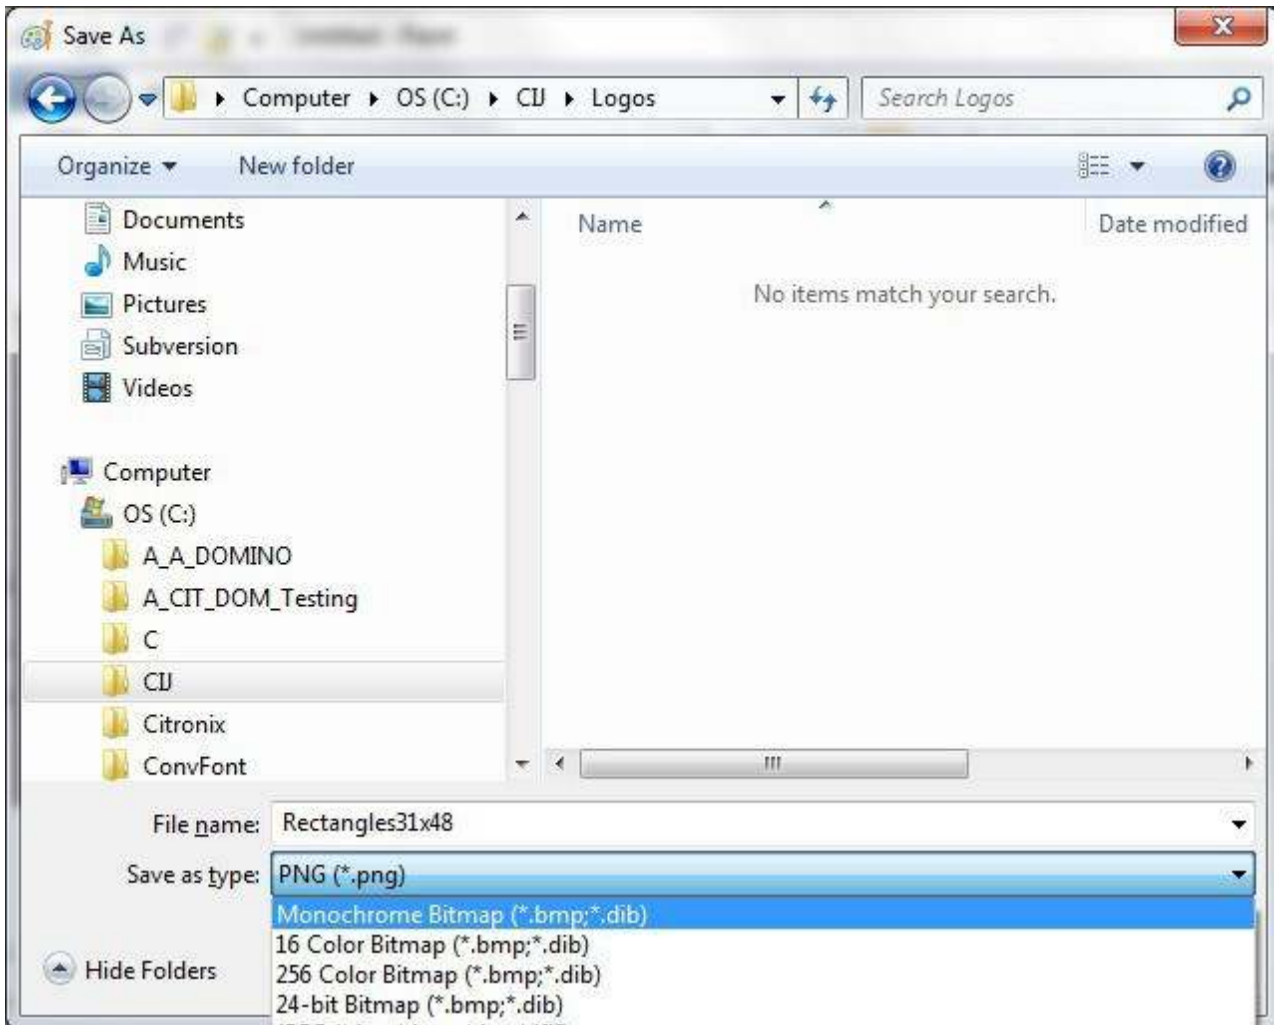 Save As
Computer OS (C:) CIJ Logos
Search Logos
Organize
New folder
Documents
Music
Pictures
Subversion
Videos
Computer
OS (C:)
A_A_DOMINO
A_CIT_DOM_Testing
C
CIJ
Citronix
ConvFont
Name
Date modified
No items match your search.
File name: Rectangles31x48
Save as type: PNG (*.png)
Monochrome Bitmap (*.bmp;*.dib)
16 Color Bitmap (*.bmp;*.dib)
256 Color Bitmap (*.bmp;*.dib)
24-bit Bitmap (*.bmp;*.dib)
Hide Folders